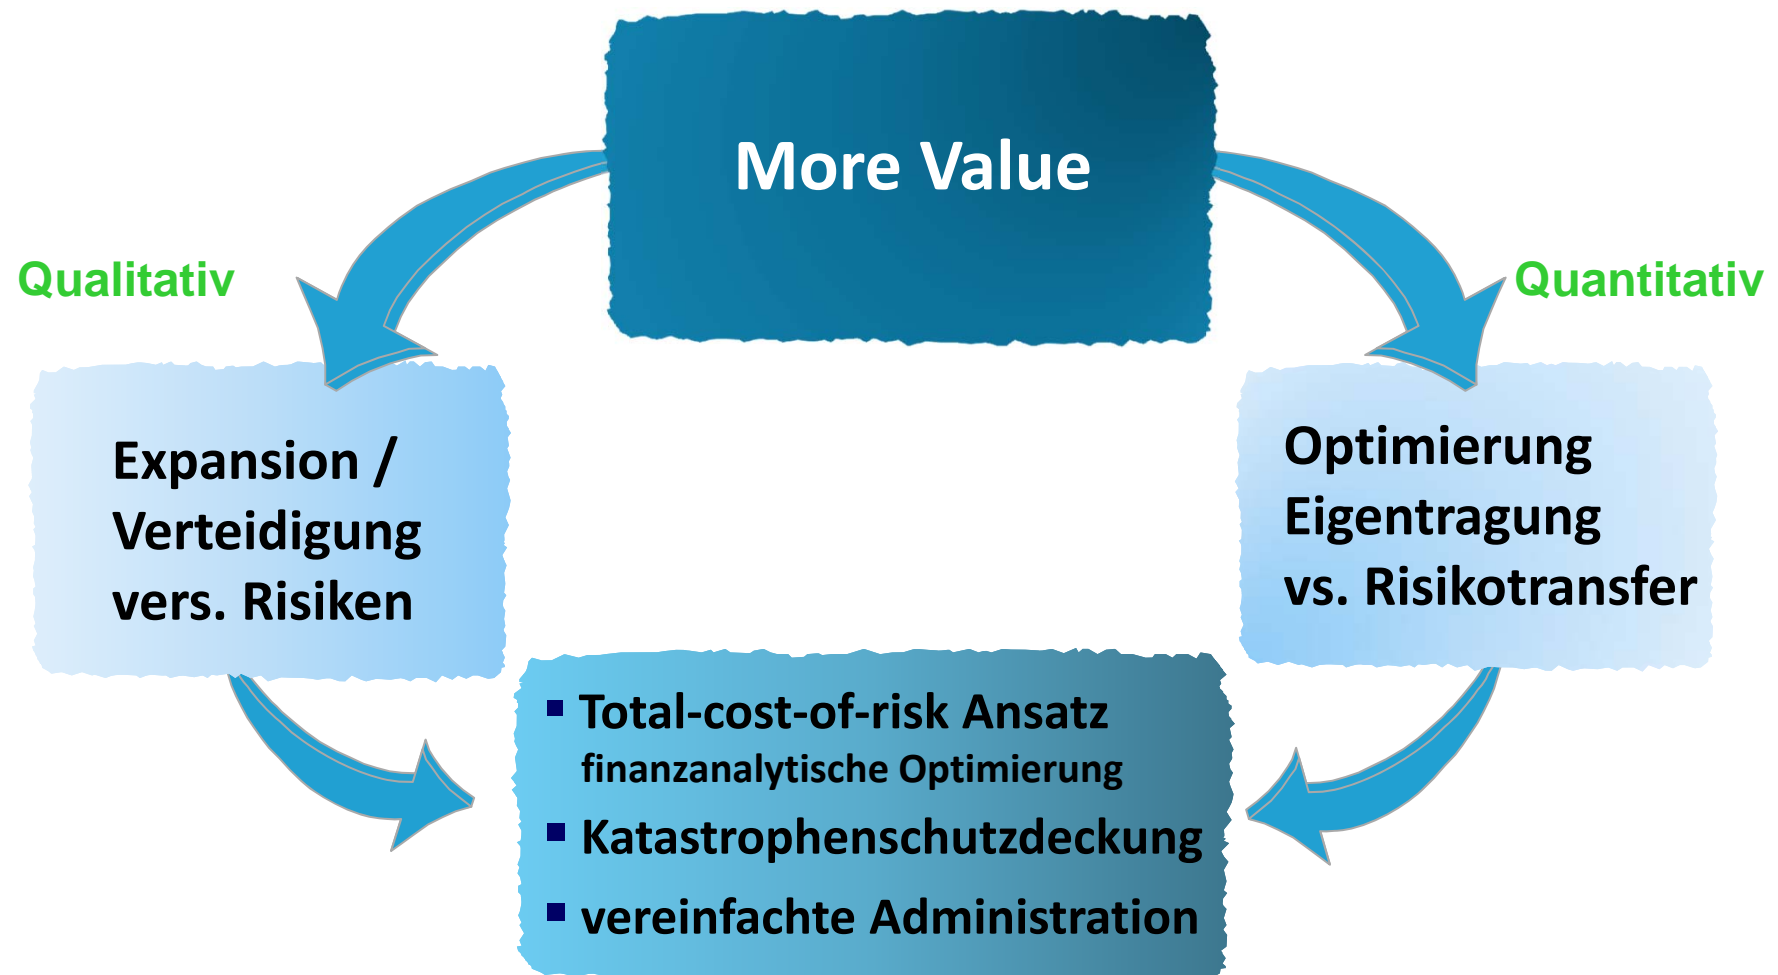 More Value
Qualitativ
Quantitativ
Expansion /
Verteidigung
vers. Risiken
Optimierung
Eigentragung
vs. Risikotransfer
▪ Total-cost-of-risk Ansatz
finanzanalytische Optimierung
▪ Katastrophenschutzdeckung
▪ vereinfachte Administration